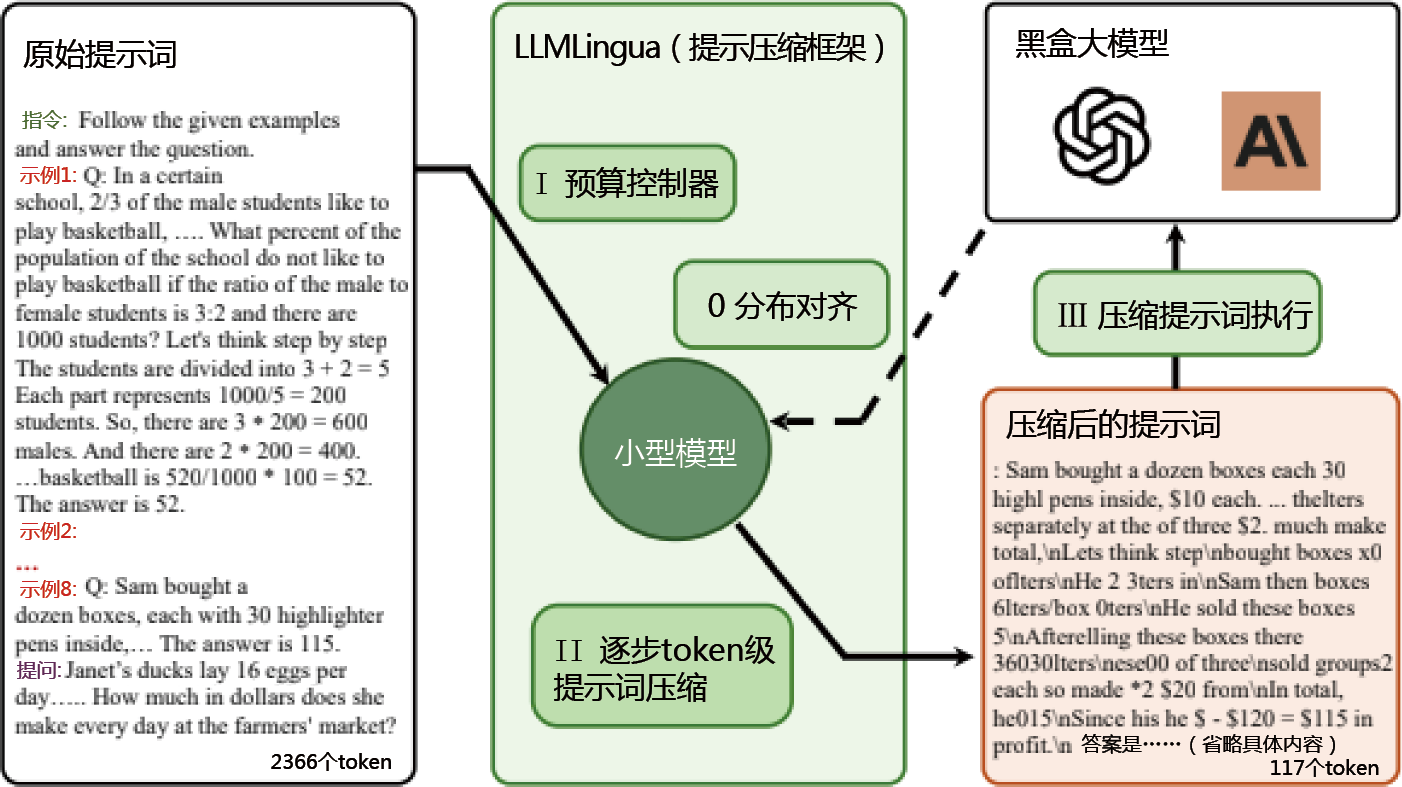 原始提示词
指令: Follow the given examples
and answer the question.
示例1: Q: In a certain
school, 2/3 of the male students like to
play basketball, …. What percent of the
population of the school do not like to
play basketball if the ratio of the male to
female students is 3:2 and there are
1000 students? Let's think step by step
The students are divided into 3 + 2 = 5
Each part represents 1000/5 = 200
students. So, there are 3 * 200 = 600
males. And there are 2 * 200 = 400.
…basketball is 520/1000 * 100 = 52.
The answer is 52.
示例2:
…
示例8: Q: Sam bought a
dozen boxes, each with 30 highlighter
pens inside,… The answer is 115.
提问: Janet’s ducks lay 16 eggs per
day….. How much in dollars does she
make every day at the farmers' market?
2366个token
LLMLingua（提示压缩框架）
Ⅰ 预算控制器
0 分布对齐
小型模型
Ⅱ 逐步token级
提示词压缩
黑盒大模型
AI
Ⅲ 压缩提示词执行
压缩后的提示词
: Sam bought a dozen boxes each 30
highl pens inside, $10 each. ... thelters
separately at the of three $2. much make
total,\nLets think step\nbought boxes x0
oflters\nHe 2 3ters in\nSam then boxes
6lters/box 0ters\nHe sold these boxes
5\nAfterelling these boxes there
36030lters\nese00 of three\nsold groups2
each so made *2 $20 from\nIn total,
he015\nSince his he $ - $120 = $115 in
profit.\n 答案是……（省略具体内容）
117个token